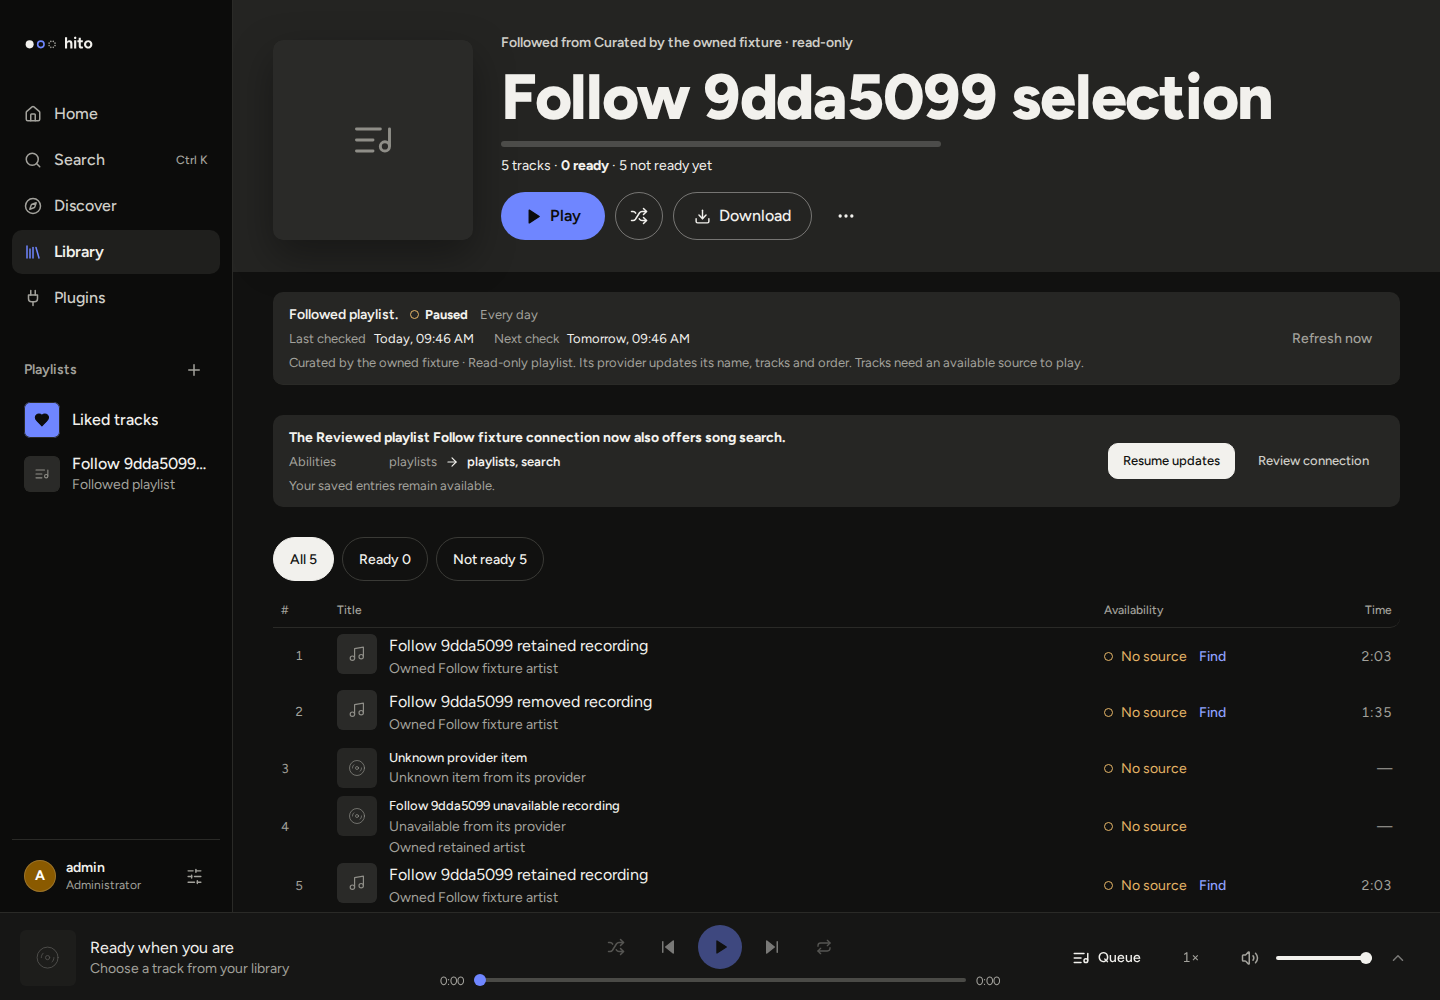 hito
Home
Search Ctrl K
Discover
Library
Plugins
Playlists
Liked tracks
Follow 9dda5099...
Followed playlist
A
admin
Administrator
Followed from Curated by the owned fixture · read-only
Follow 9dda5099 selection
5 tracks · 0 ready · 5 not ready yet
Play
Download
Followed playlist. Paused Every day
Last checked Today, 09:46 AM Next check Tomorrow, 09:46 AM
Refresh now
Curated by the owned fixture · Read-only playlist. Its provider updates its name, tracks and order. Tracks need an available source to play.
The Reviewed playlist Follow fixture connection now also offers song search.
Abilities playlists → playlists, search
Your saved entries remain available.
Resume updates
Review connection
All 5
Ready 0
Not ready 5
# Title Availability Time
1 Follow 9dda5099 retained recording No source Find 2:03
Owned Follow fixture artist
2 Follow 9dda5099 removed recording No source Find 1:35
Owned Follow fixture artist
3 Unknown provider item No source —
Unknown item from its provider
4 Follow 9dda5099 unavailable recording No source —
Unavailable from its provider
Owned retained artist
5 Follow 9dda5099 retained recording No source Find 2:03
Owned Follow fixture artist
Ready when you are
Choose a track from your library
0:00 0:00
Queue
1×